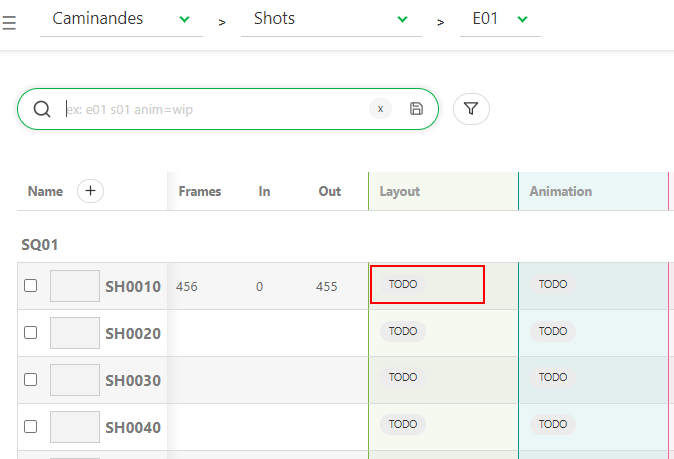 Caminandes > Shots > E01
ex: e01 s01 anim=wip x
Name + Frames In Out Layout Animation
SQ01
SH0010 456 0 455 TODO TODO
SH0020 TODO TODO
SH0030 TODO TODO
SH0040 TODO TODO